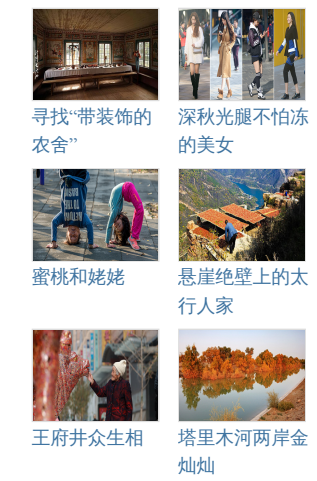 寻找“带装饰的
农舍”
深秋光腿不怕冻
的美女
蜜桃和姥姥
悬崖绝壁上的太
行人家
王府井众生相
塔里木河两岸金
灿灿